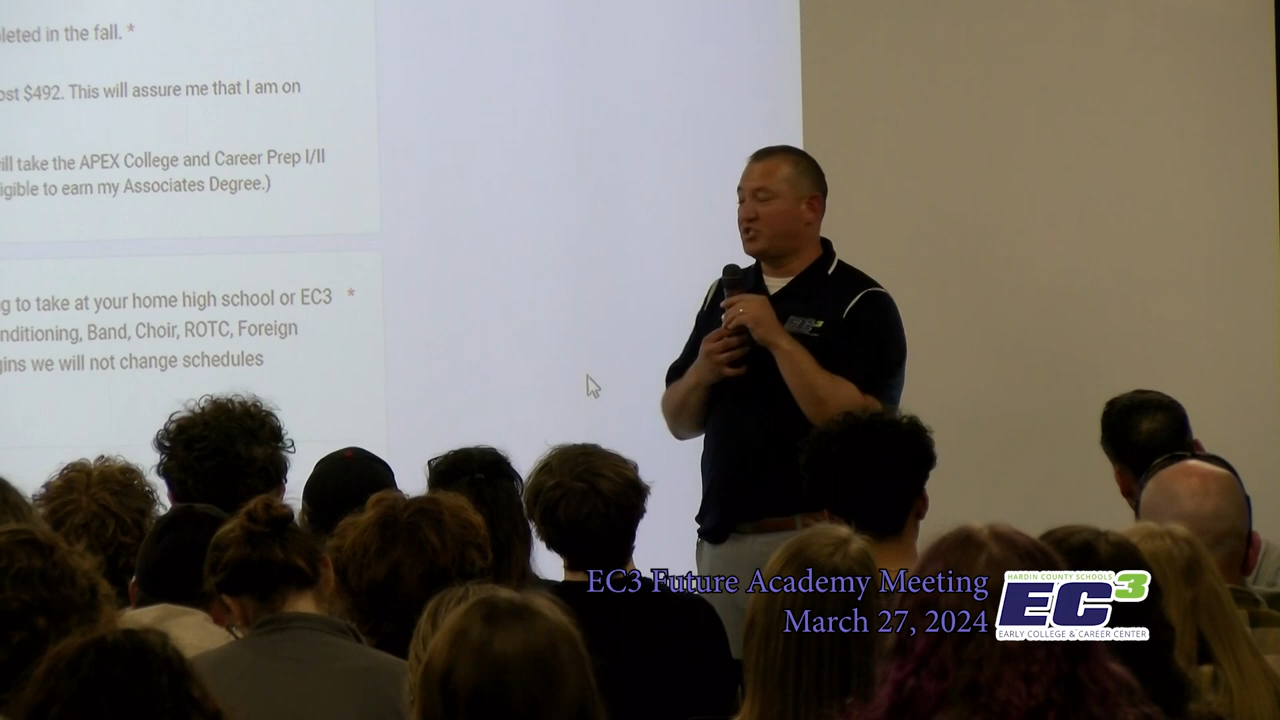 leted in the fall. *
ost $492. This will assure me that I am on
ill take the APEX College and Career Prep I/II
igible to earn my Associates Degree.)
g to take at your home high school or EC3 *
nditioning, Band, Choir, ROTC, Foreign
gins we will not change schedules
EC3
EC3 Future Academy Meeting
March 27, 2024
HARDIN COUNTY SCHOOLS
EC3
EARLY COLLEGE & CAREER CENTER